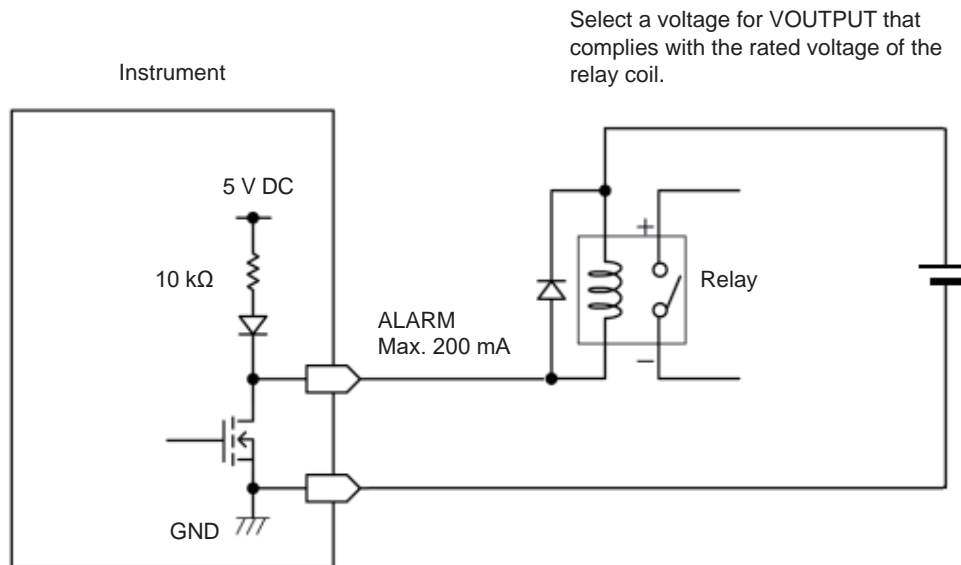 Select a voltage for VOUTPUT that
complies with the rated voltage of the
relay coil.
Instrument
5 V DC
10 kΩ
+
Relay
ALARM
Max. 200 mA
−
GND